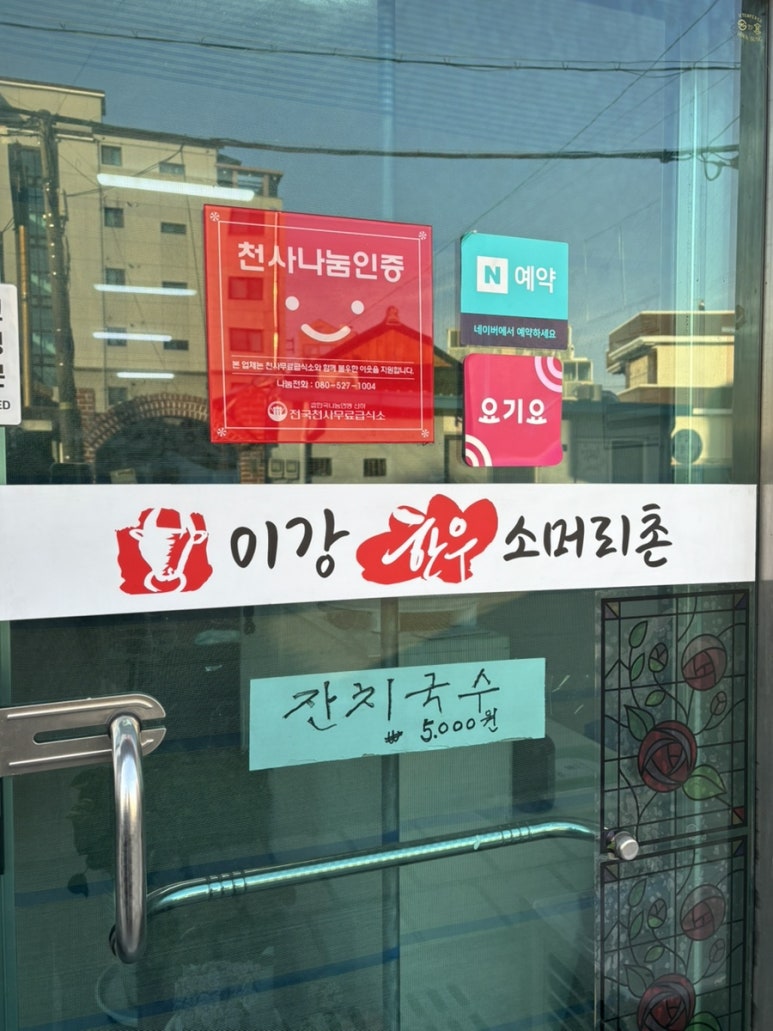 천사나눔인증
본 업체는 천사무료급식소와 함께 불우한 이웃을 지원합니다.
나눔전화 : 080-527-1004
전국천사무료급식소
N 예약
네이버에서 예약하세요
요기요
ED
이강 한우 소머리촌
잔치국수
₩ 5.000원